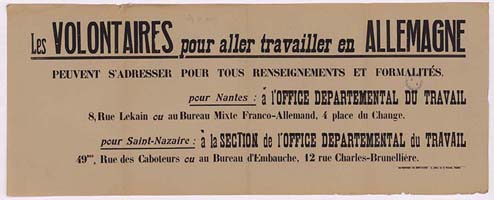 Les VOLONTAIRES pour aller travailler en ALLEMAGNE
PEUVENT S'ADRESSER POUR TOUS RENSEIGNEMENTS ET FORMALITÉS.
pour Nantes : à l'OFFICE DEPARTEMENTAL DU TRAVAIL
8, Rue Lekain ou au Bureau Mixte Franco-Allemand, 4 place du Change.
pour Saint-Nazaire : à la SECTION de l'OFFICE DEPARTEMENTAL du TRAVAIL
49 Rue des Caboteurs ou au Bureau d'Embauche, 12 rue Charles-Brunellière.